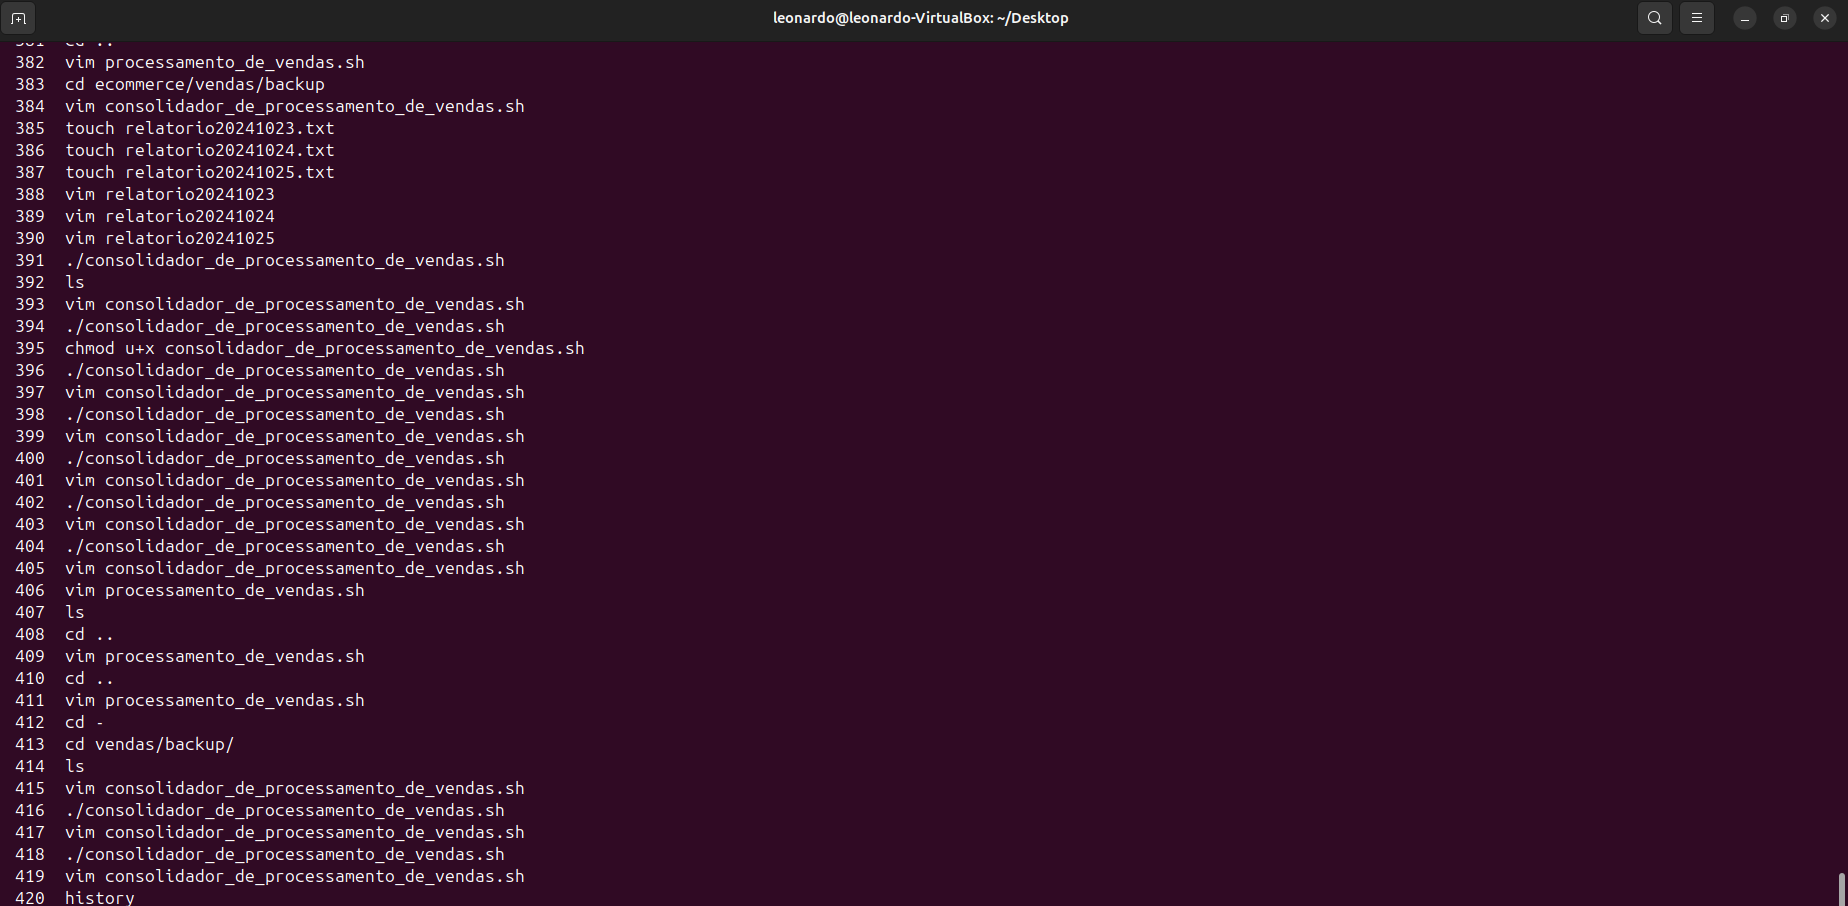 leonardo@leonardo-VirtualBox: ~/Desktop
381 cd ..
382 vim processamento_de_vendas.sh
383 cd ecommerce/vendas/backup
384 vim consolidador_de_processamento_de_vendas.sh
385 touch relatorio20241023.txt
386 touch relatorio20241024.txt
387 touch relatorio20241025.txt
388 vim relatorio20241023
389 vim relatorio20241024
390 vim relatorio20241025
391 ./consolidador_de_processamento_de_vendas.sh
392 ls
393 vim consolidador_de_processamento_de_vendas.sh
394 ./consolidador_de_processamento_de_vendas.sh
395 chmod u+x consolidador_de_processamento_de_vendas.sh
396 ./consolidador_de_processamento_de_vendas.sh
397 vim consolidador_de_processamento_de_vendas.sh
398 ./consolidador_de_processamento_de_vendas.sh
399 vim consolidador_de_processamento_de_vendas.sh
400 ./consolidador_de_processamento_de_vendas.sh
401 vim consolidador_de_processamento_de_vendas.sh
402 ./consolidador_de_processamento_de_vendas.sh
403 vim consolidador_de_processamento_de_vendas.sh
404 ./consolidador_de_processamento_de_vendas.sh
405 vim consolidador_de_processamento_de_vendas.sh
406 vim processamento_de_vendas.sh
407 ls
408 cd ..
409 vim processamento_de_vendas.sh
410 cd ..
411 vim processamento_de_vendas.sh
412 cd -
413 cd vendas/backup/
414 ls
415 vim consolidador_de_processamento_de_vendas.sh
416 ./consolidador_de_processamento_de_vendas.sh
417 vim consolidador_de_processamento_de_vendas.sh
418 ./consolidador_de_processamento_de_vendas.sh
419 vim consolidador_de_processamento_de_vendas.sh
420 history